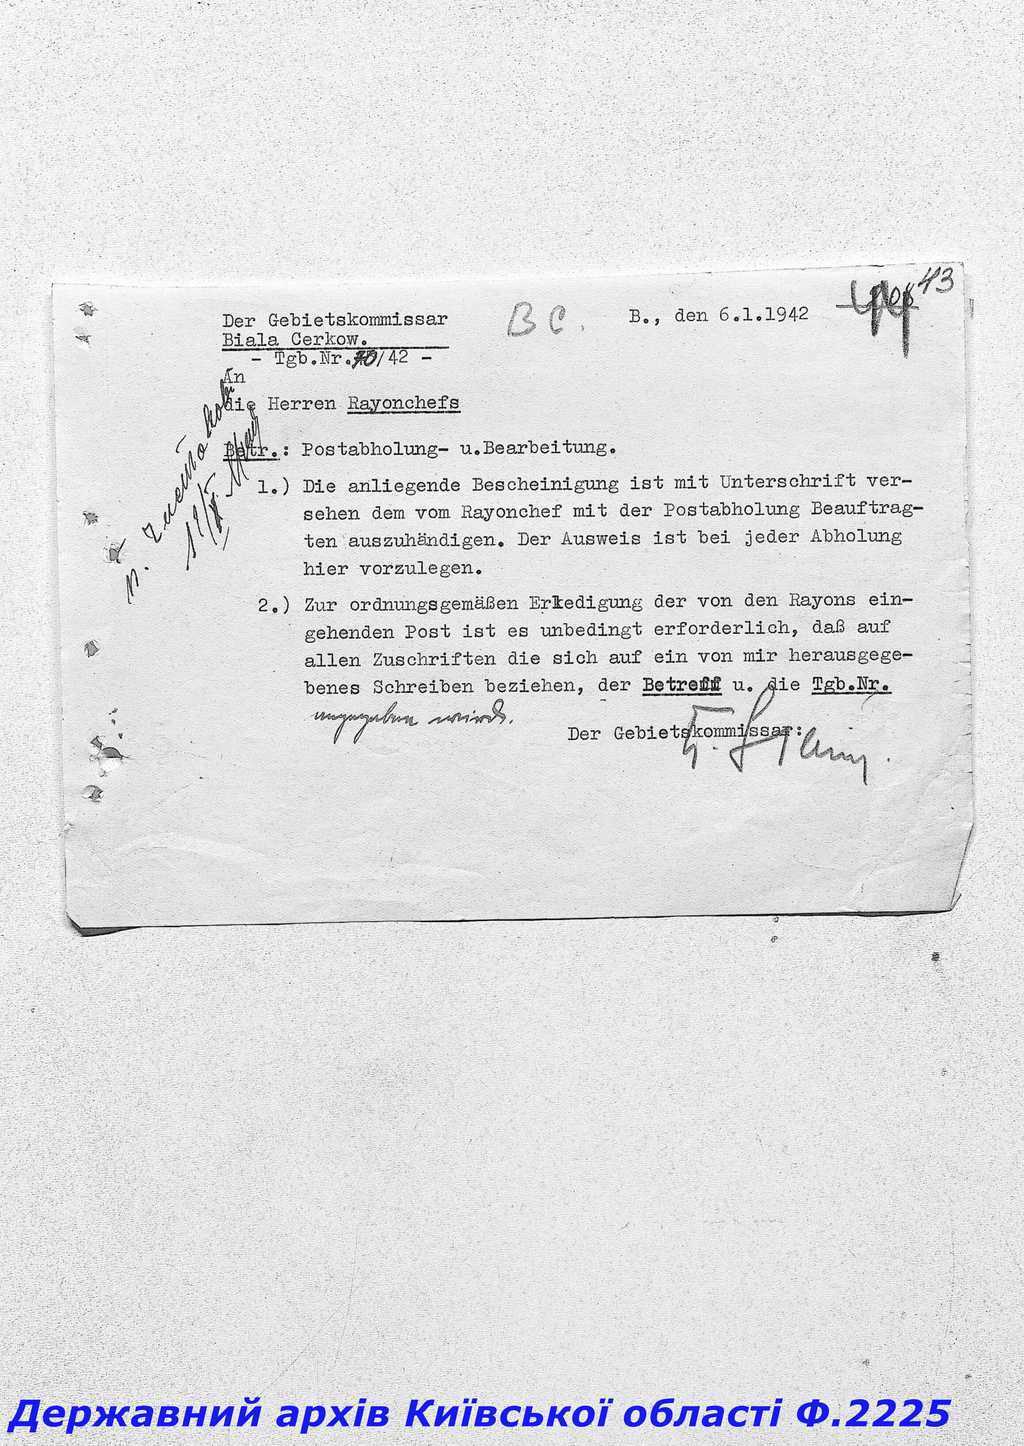 43
Der Gebietskommissar
Biala Cerkow.
B C.
B., den 6.1.1942
- Tgb.Nr.70/42 -
An
die Herren Rayonchefs
Betr.: Postabholung- u.Bearbeitung.
1.) Die anliegende Bescheinigung ist mit Unterschrift ver-
sehen dem vom Rayonchef mit der Postabholung Beauftrag-
ten auszuhändigen. Der Ausweis ist bei jeder Abholung
hier vorzulegen.
2.) Zur ordnungsgemäßen Erledigung der von den Rayons ein-
gehenden Post ist es unbedingt erforderlich, daß auf
allen Zuschriften die sich auf ein von mir herausgege-
benes Schreiben beziehen, der Betreff u. die Tgb.Nr.
angegeben wird.
Der Gebietskommissar:
Державний архів Київської області Ф.2225